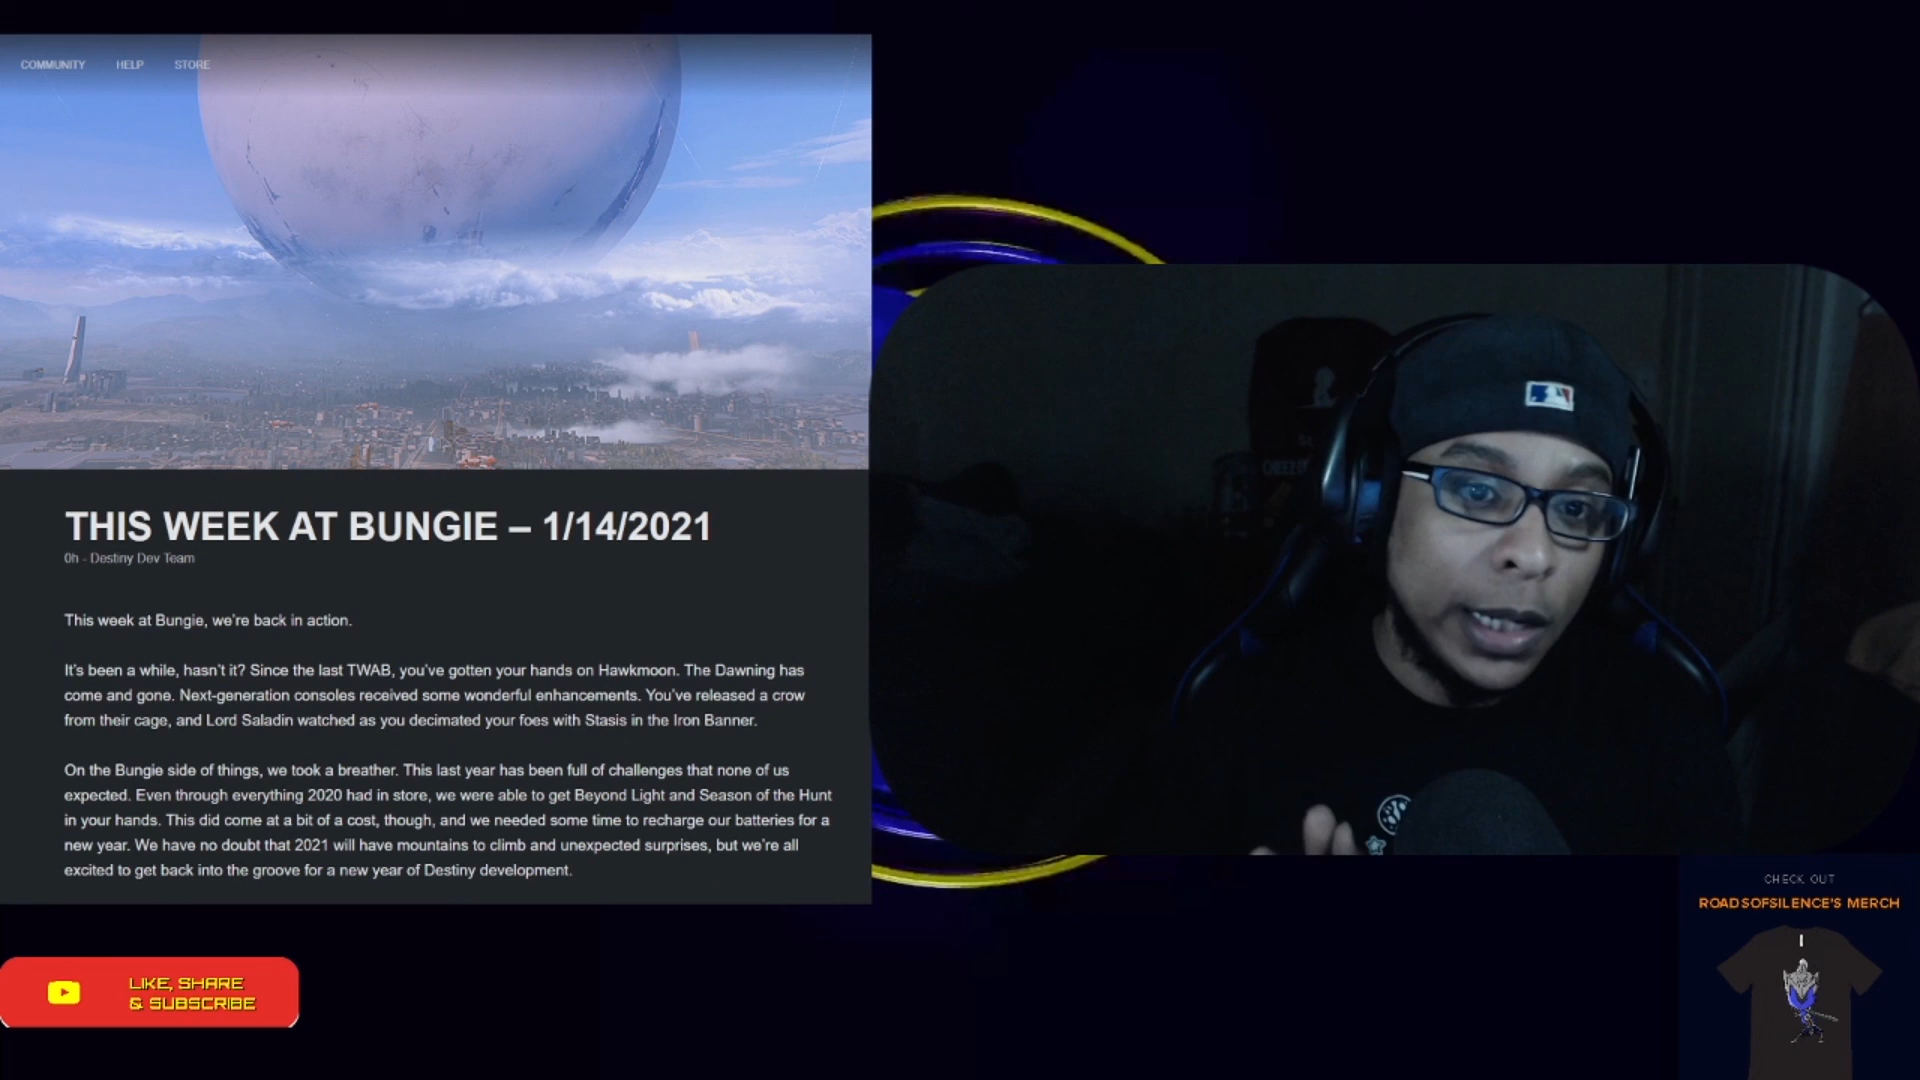 COMMUNITY HELP STORE
THIS WEEK AT BUNGIE – 1/14/2021
0h - Destiny Dev Team
This week at Bungie, we're back in action.
It's been a while, hasn't it? Since the last TWAB, you've gotten your hands on Hawkmoon. The Dawning has
come and gone. Next-generation consoles received some wonderful enhancements. You've released a crow
from their cage, and Lord Saladin watched as you decimated your foes with Stasis in the Iron Banner.
On the Bungie side of things, we took a breather. This last year has been full of challenges that none of us
expected. Even through everything 2020 had in store, we were able to get Beyond Light and Season of the Hunt
in your hands. This did come at a bit of a cost, though, and we needed some time to recharge our batteries for a
new year. We have no doubt that 2021 will have mountains to climb and unexpected surprises, but we're all
excited to get back into the groove for a new year of Destiny development.
LIKE, SHARE
& SUBSCRIBE
CHECK OUT
ROADSOFSILENCE'S MERCH